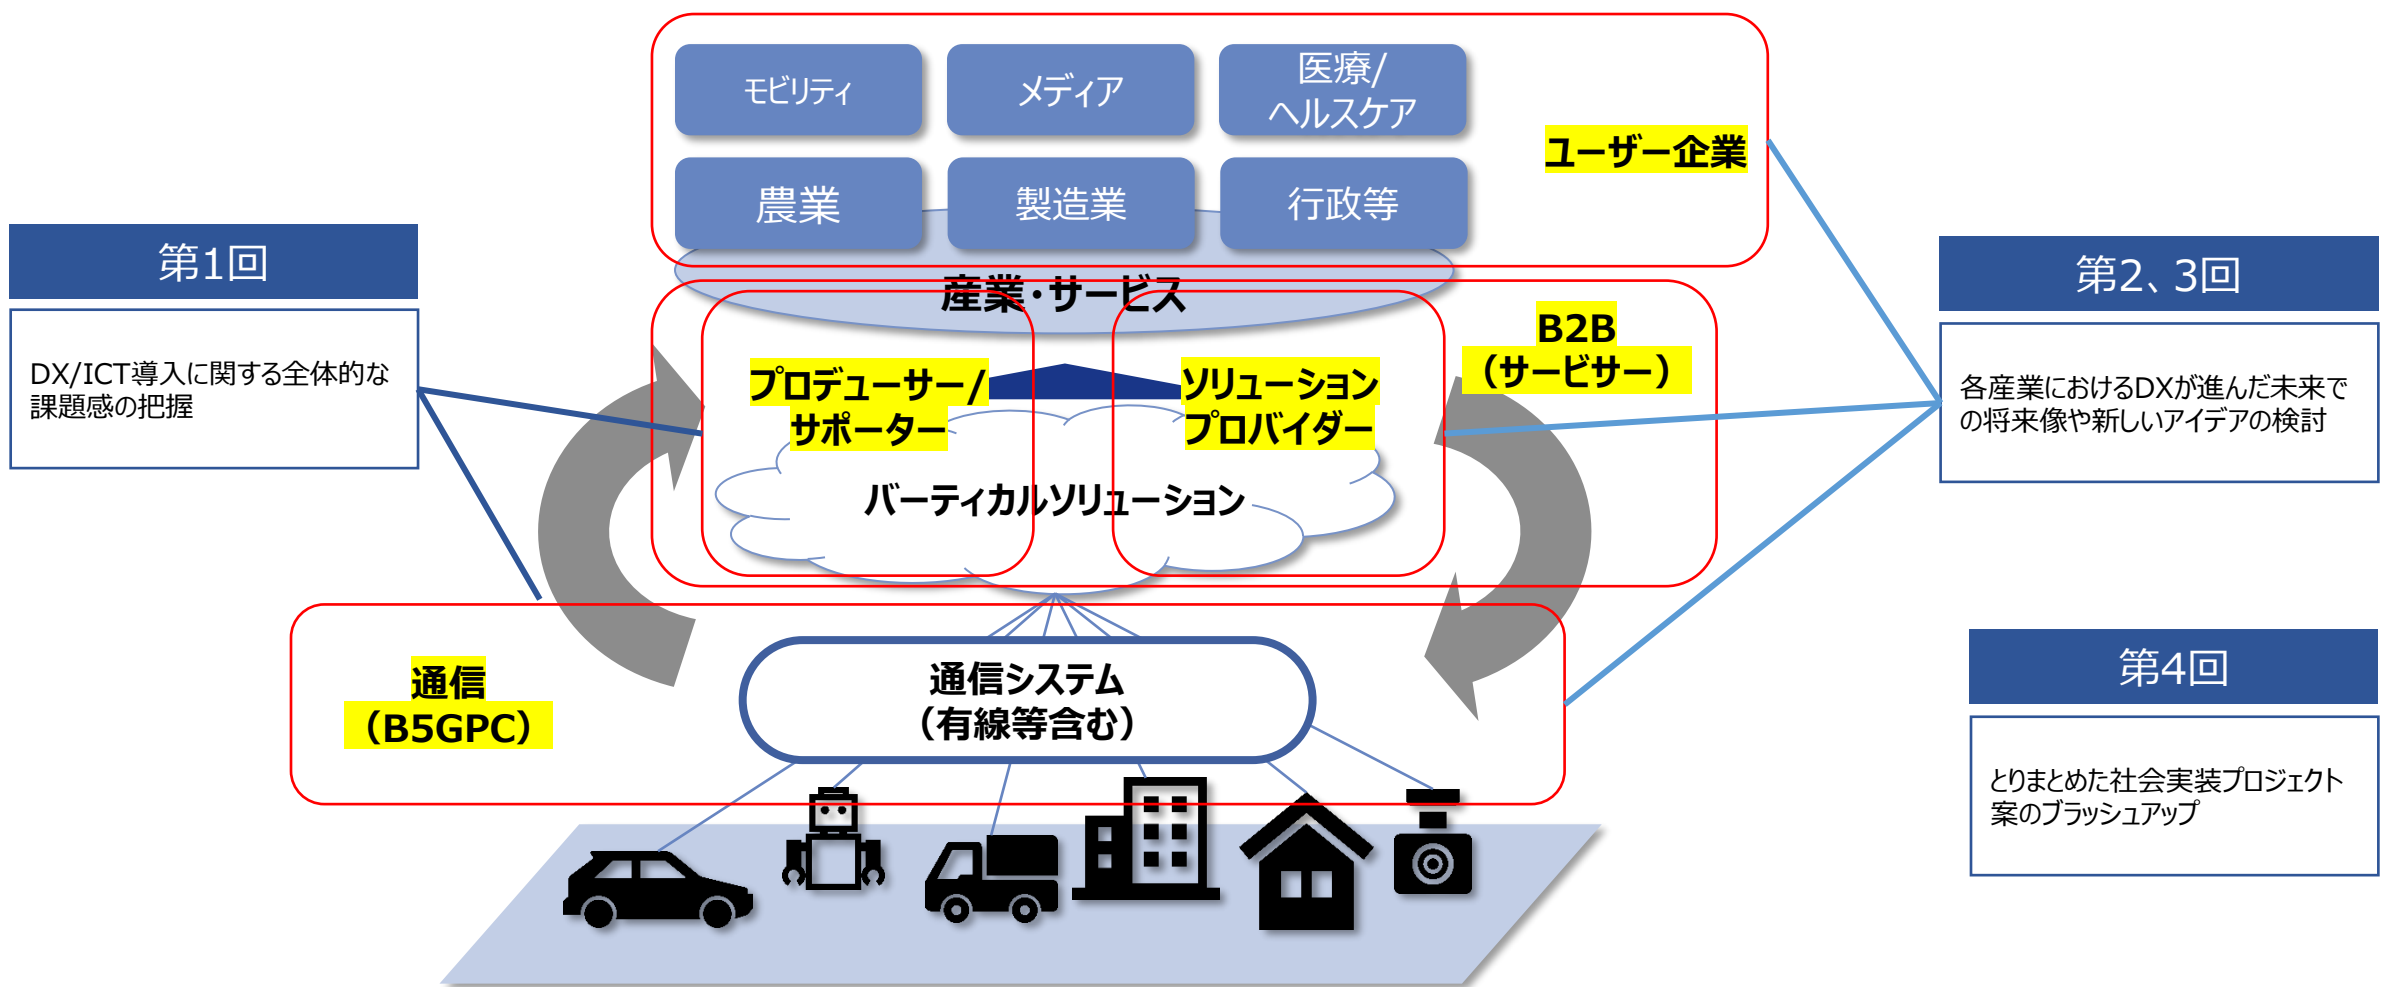 モビリティ
メディア
医療/
ヘルスケア
農業
製造業
行政等
ユーザー企業
産業・サービス
第1回
DX/ICT導入に関する全体的な
課題感の把握
プロデューサー/
サポーター
ソリューション
プロバイダー
B2B
（サービサー）
バーティカルソリューション
第2、3回
各産業におけるDXが進んだ未来で
の将来像や新しいアイデアの検討
通信
（B5GPC）
通信システム
（有線等含む）
第4回
とりまとめた社会実装プロジェクト
案のブラッシュアップ